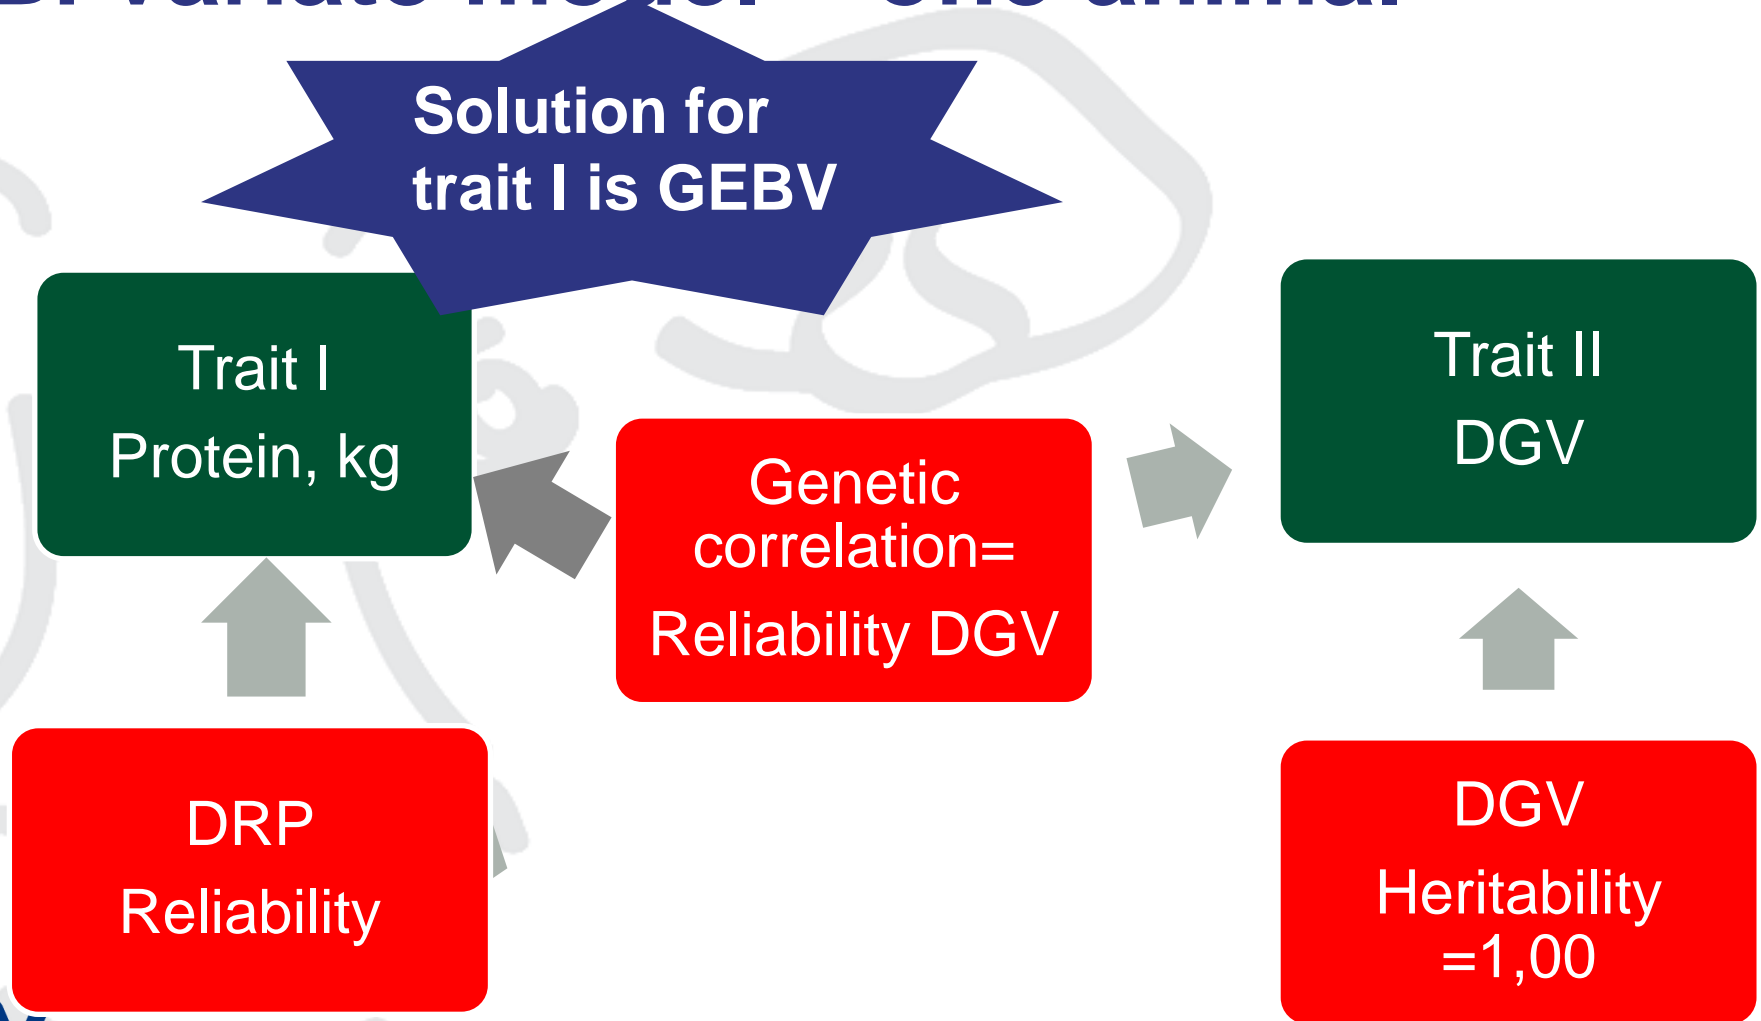 Solution for
trait I is GEBV
Trait I
Protein, kg
Genetic
correlation=
Reliability DGV
Trait II
DGV
DRP
Reliability
DGV
Heritability
=1,00